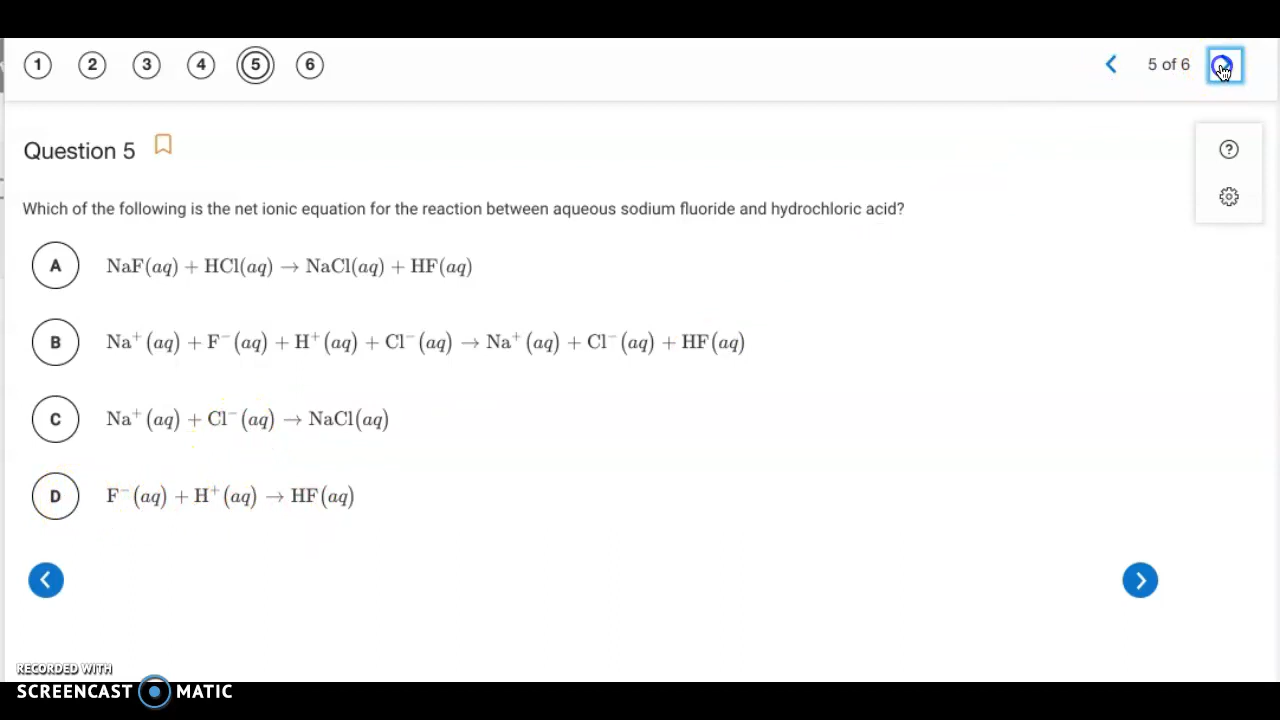 1 2 3 4 5 6 5 of 6
Question 5
Which of the following is the net ionic equation for the reaction between aqueous sodium fluoride and hydrochloric acid?
A NaF(aq) + HCl(aq) → NaCl(aq) + HF(aq)
B Na⁺(aq) + F⁻(aq) + H⁺(aq) + Cl⁻(aq) → Na⁺(aq) + Cl⁻(aq) + HF(aq)
C Na⁺(aq) + Cl⁻(aq) → NaCl(aq)
D F⁻(aq) + H⁺(aq) → HF(aq)
RECORDED WITH
SCREENCAST MATIC